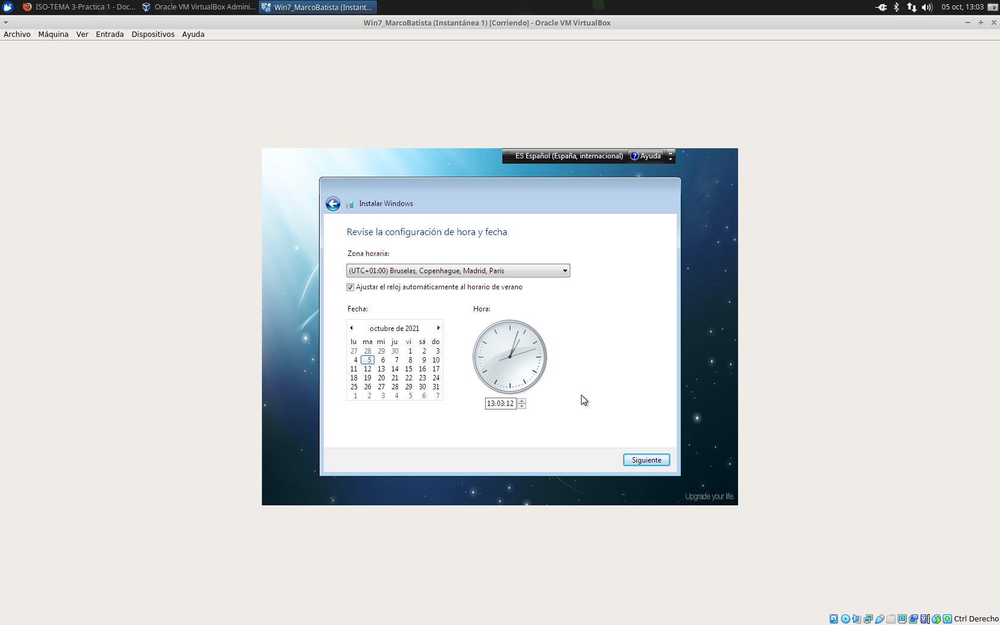 ISO-TEMA 3-Practica 1 - Doc... Oracle VM VirtualBox Admini... Win7_MarcoBatista (Instant... 05 oct, 13:03
Win7_MarcoBatista (Instantánea 1) [Corriendo] - Oracle VM VirtualBox
Archivo Máquina Ver Entrada Dispositivos Ayuda
ES Español (España, internacional) ? Ayuda
Instalar Windows
Revise la configuración de hora y fecha
Zona horaria:
(UTC+01:00) Bruselas, Copenhague, Madrid, París
Ajustar el reloj automáticamente al horario de verano
Fecha: Hora:
octubre de 2021
lu ma mi ju vi sá do
27 28 29 30 1 2 3
4 5 6 7 8 9 10
11 12 13 14 15 16 17
18 19 20 21 22 23 24
25 26 27 28 29 30 31
1 2 3 4 5 6 7
13:03:12
Siguiente
Upgrade your life.
Ctrl Derecho